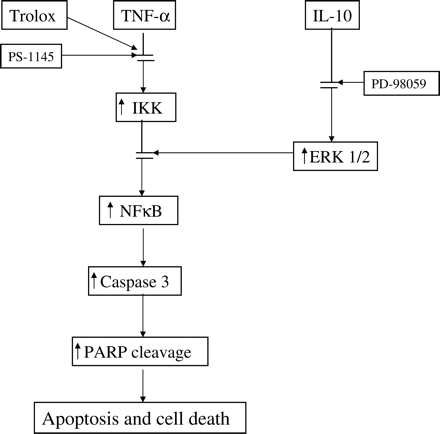 Trolox
TNF-α
IL-10
PS-1145
PD-98059
↑ IKK
↑ ERK 1/2
↑ NFκB
↑ Caspase 3
↑ PARP cleavage
Apoptosis and cell death